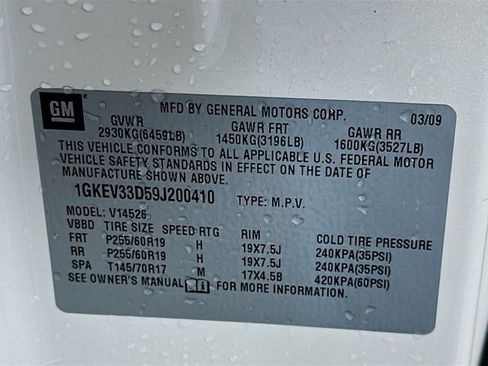 GM
MFD BY GENERAL MOTORS CORP. 03/09
GVWR GAWR FRT GAWR RR
2930KG(6459LB) 1450KG(3196LB) 1600KG(3527LB)
THIS VEHICLE CONFORMS TO ALL APPLICABLE U.S. FEDERAL MOTOR
VEHICLE SAFETY STANDARDS IN EFFECT ON THE DATE OF
MANUFACTURE SHOWN ABOVE.
1GKEV33D59J200410 TYPE: M.P.V.
MODEL: V14526
VBBD TIRE SIZE SPEED RTG RIM COLD TIRE PRESSURE
FRT P255/60R19 H 19X7.5J 240KPA(35PSI)
RR P255/60R19 H 19X7.5J 240KPA(35PSI)
SPA T145/70R17 M 17X4.5B 420KPA(60PSI)
SEE OWNER'S MANUAL FOR MORE INFORMATION.